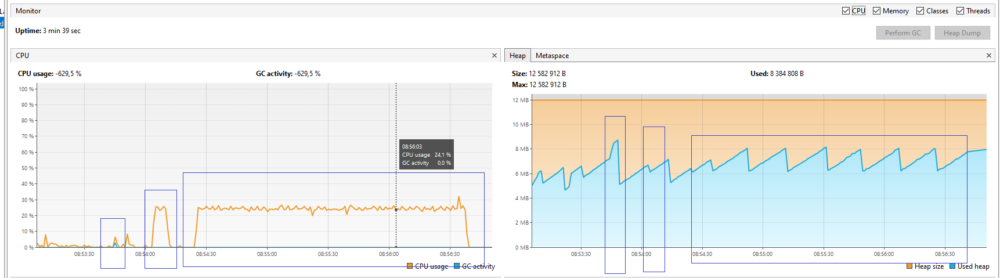 Monitor
CPU Memory Classes Threads
Uptime: 3 min 39 sec
Perform GC Heap Dump
CPU ×
CPU usage: -629,5 % GC activity: -629,5 %
100 %
90 %
80 %
70 %
60 %
50 %
40 %
30 %
20 %
10 %
0 %
08:56:03
CPU usage 24,1 %
GC activity 0,0 %
08:53:30 08:54:00 08:54:30 08:55:00 08:55:30 08:56:00 08:56:30
CPU usage GC activity
Heap Metaspace ×
Size: 12 582 912 B Used: 8 384 808 B
Max: 12 582 912 B
12 MB
10 MB
8 MB
6 MB
4 MB
2 MB
0 MB
08:53:30 08:54:00 08:54:30 08:55:00 08:55:30 08:56:00 08:56:30
Heap size Used heap